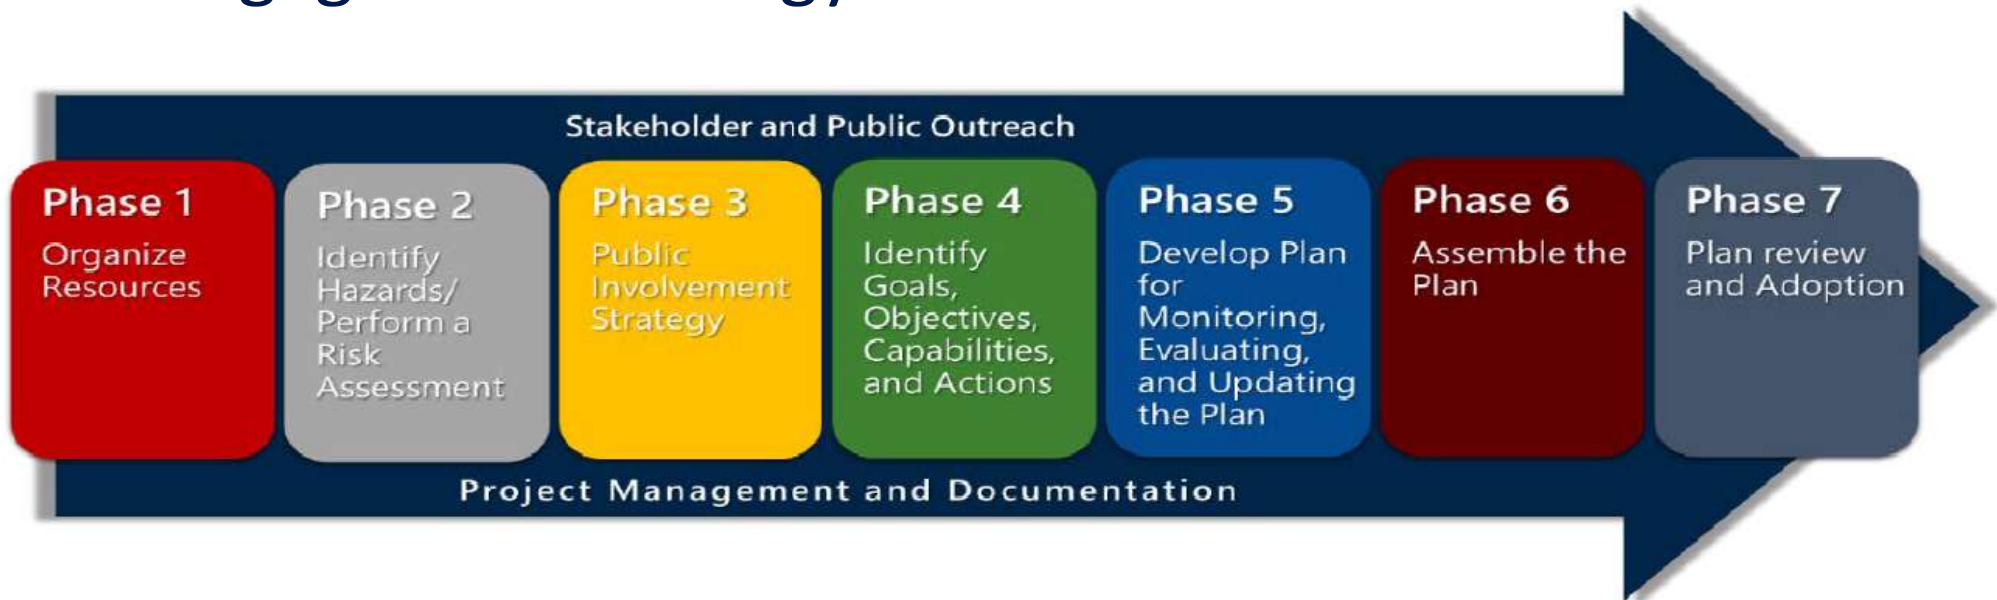 Stakeholder and Public Outreach
Phase 1
Organize
Resources
Phase 2
Identify
Hazards/
Perform a
Risk
Assessment
Phase 3
Public
Involvement
Strategy
Phase 4
Identify
Goals,
Objectives,
Capabilities,
and Actions
Phase 5
Develop Plan
for
Monitoring,
Evaluating,
and Updating
the Plan
Phase 6
Assemble the
Plan
Phase 7
Plan review
and Adoption
Project Management and Documentation